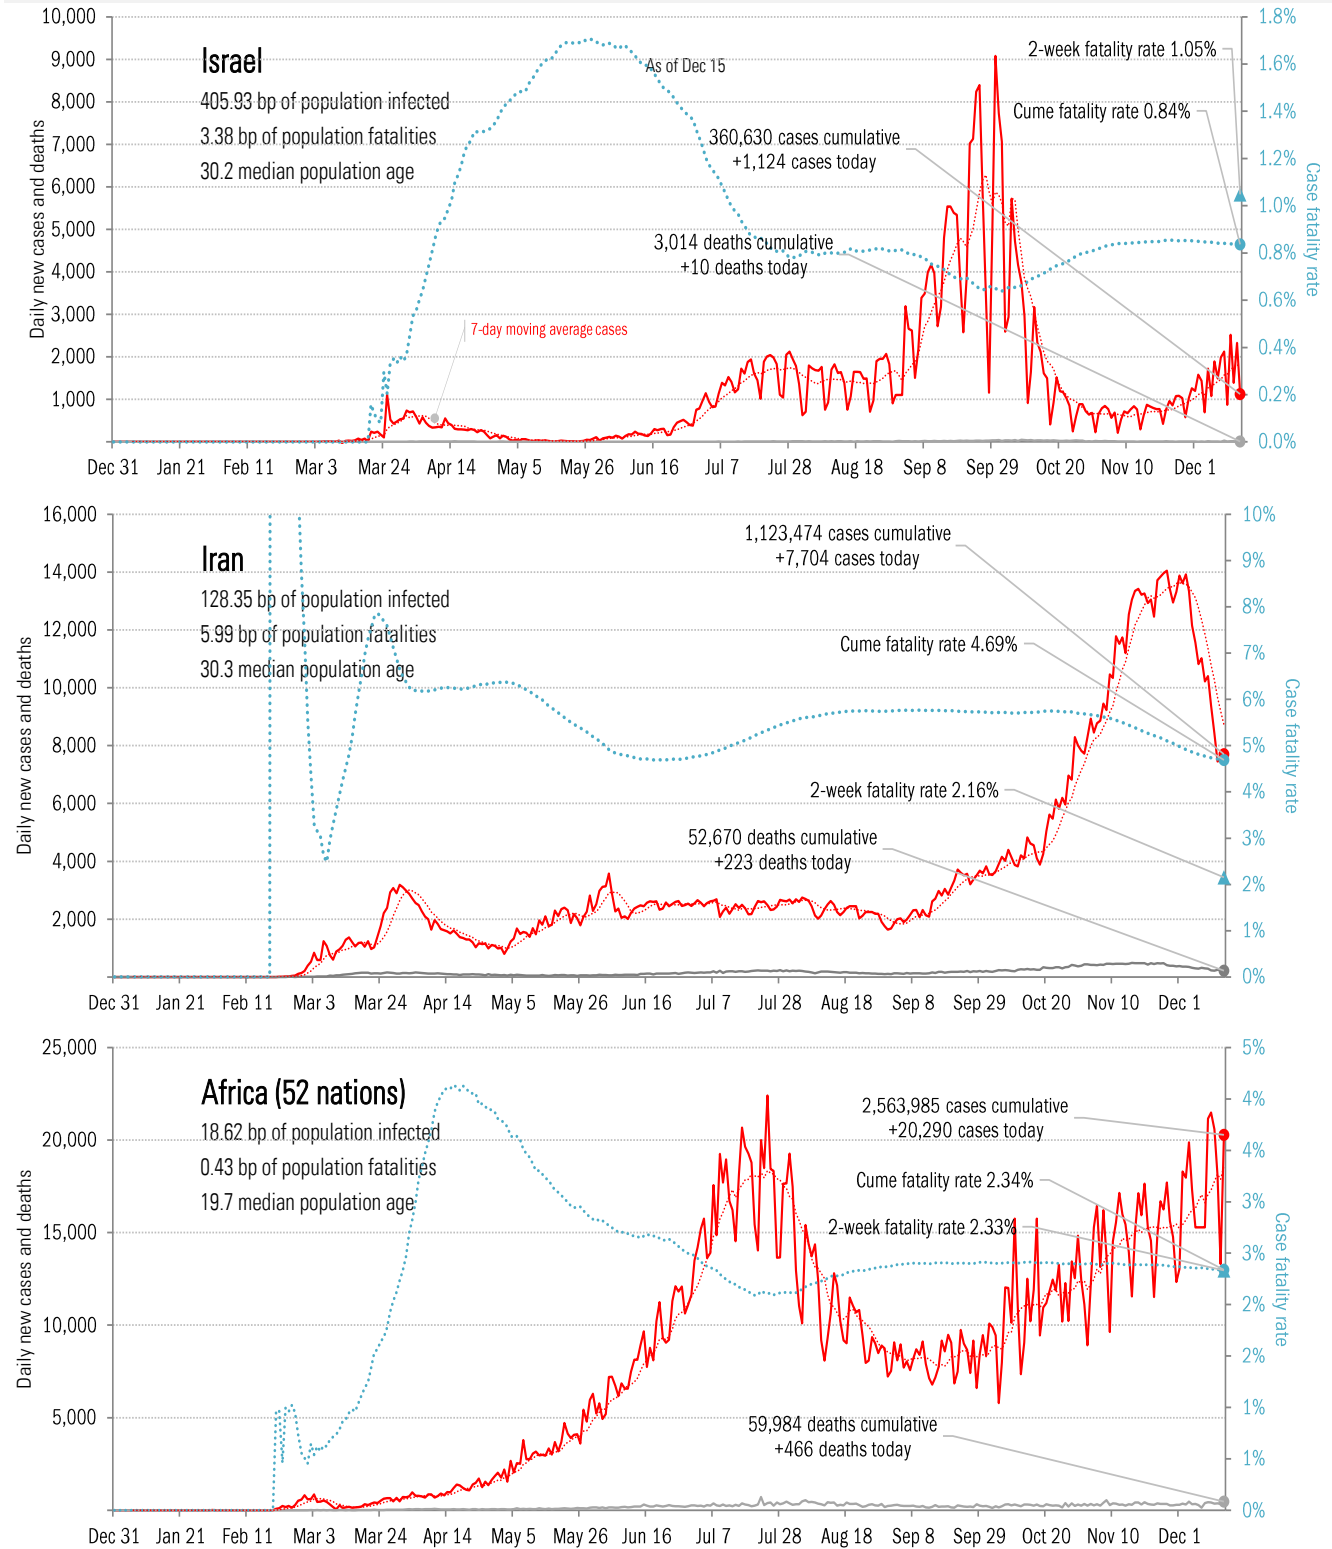 10,000
9,000
8,000
7,000
6,000
5,000
4,000
3,000
2,000
1,000
Daily new cases and deaths
Israel
405.93 bp of population infected
3.38 bp of population fatalities
30.2 median population age
As of Dec 15
2-week fatality rate 1.05%
Cume fatality rate 0.84%
360,630 cases cumulative
+1,124 cases today
3,014 deaths cumulative
+10 deaths today
7-day moving average cases
1.8%
1.6%
1.4%
1.2%
1.0%
0.8%
0.6%
0.4%
0.2%
0.0%
Case fatality rate
Dec 31 Jan 21 Feb 11 Mar 3 Mar 24 Apr 14 May 5 May 26 Jun 16 Jul 7 Jul 28 Aug 18 Sep 8 Sep 29 Oct 20 Nov 10 Dec 1
16,000
14,000
12,000
10,000
8,000
6,000
4,000
2,000
Daily new cases and deaths
Iran
128.35 bp of population infected
5.99 bp of population fatalities
30.3 median population age
1,123,474 cases cumulative
+7,704 cases today
Cume fatality rate 4.69%
2-week fatality rate 2.16%
52,670 deaths cumulative
+223 deaths today
10%
9%
8%
7%
6%
5%
4%
3%
2%
1%
0%
Case fatality rate
Dec 31 Jan 21 Feb 11 Mar 3 Mar 24 Apr 14 May 5 May 26 Jun 16 Jul 7 Jul 28 Aug 18 Sep 8 Sep 29 Oct 20 Nov 10 Dec 1
25,000
20,000
15,000
10,000
5,000
Daily new cases and deaths
Africa (52 nations)
18.62 bp of population infected
0.43 bp of population fatalities
19.7 median population age
2,563,985 cases cumulative
+20,290 cases today
Cume fatality rate 2.34%
2-week fatality rate 2.33%
59,984 deaths cumulative
+466 deaths today
5%
4%
4%
3%
3%
2%
2%
1%
1%
0%
Case fatality rate
Dec 31 Jan 21 Feb 11 Mar 3 Mar 24 Apr 14 May 5 May 26 Jun 16 Jul 7 Jul 28 Aug 18 Sep 8 Sep 29 Oct 20 Nov 10 Dec 1